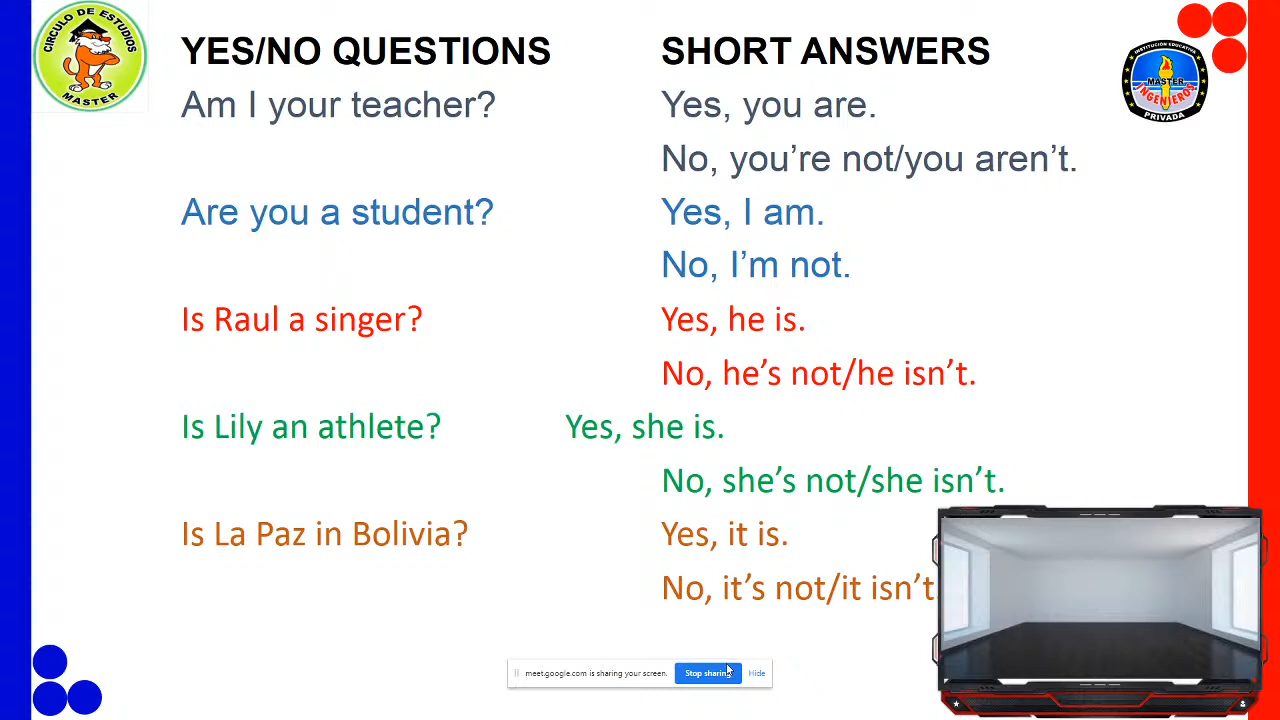 CIRCULO DE ESTUDIOS
MASTER
YES/NO QUESTIONS SHORT ANSWERS
INSTITUCIÓN EDUCATIVA
MASTER
INGENIEROS
PRIVADA
Am I your teacher? Yes, you are.
No, you're not/you aren't.
Are you a student? Yes, I am.
No, I'm not.
Is Raul a singer? Yes, he is.
No, he's not/he isn't.
Is Lily an athlete? Yes, she is.
No, she's not/she isn't.
Is La Paz in Bolivia? Yes, it is.
No, it's not/it isn't
meet.google.com is sharing your screen. Stop sharing Hide